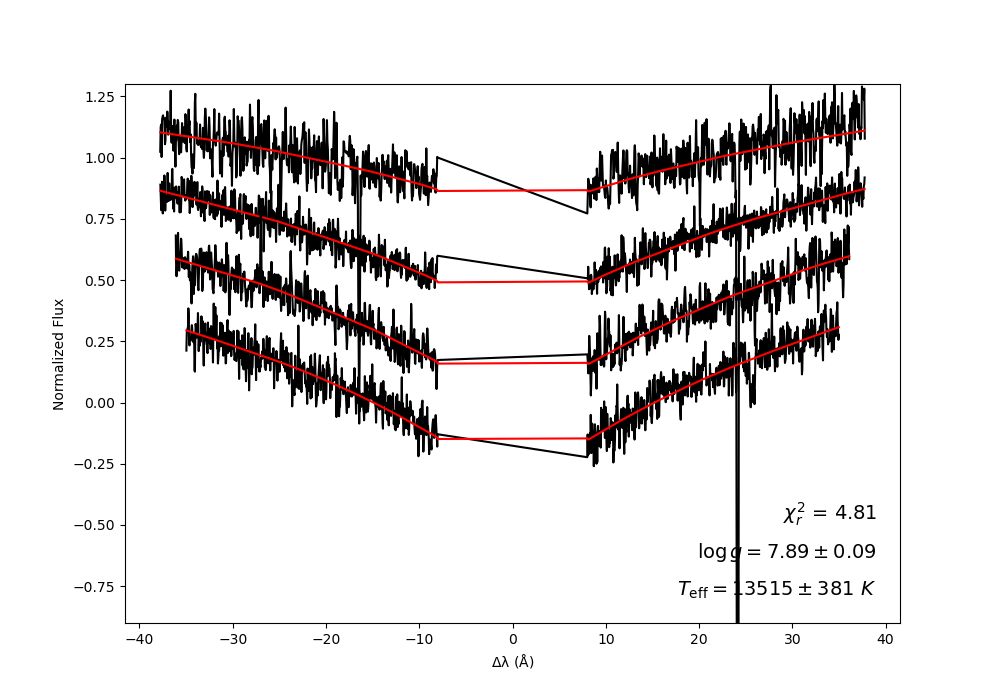 1.25
1.00
0.75
0.50
0.25
0.00
−0.25
−0.50
−0.75
Normalized Flux
χ²ᵣ = 4.81
log g = 7.89 ± 0.09
T_eff = 13515 ± 381 K
−40 −30 −20 −10 0 10 20 30 40
Δλ (Å)